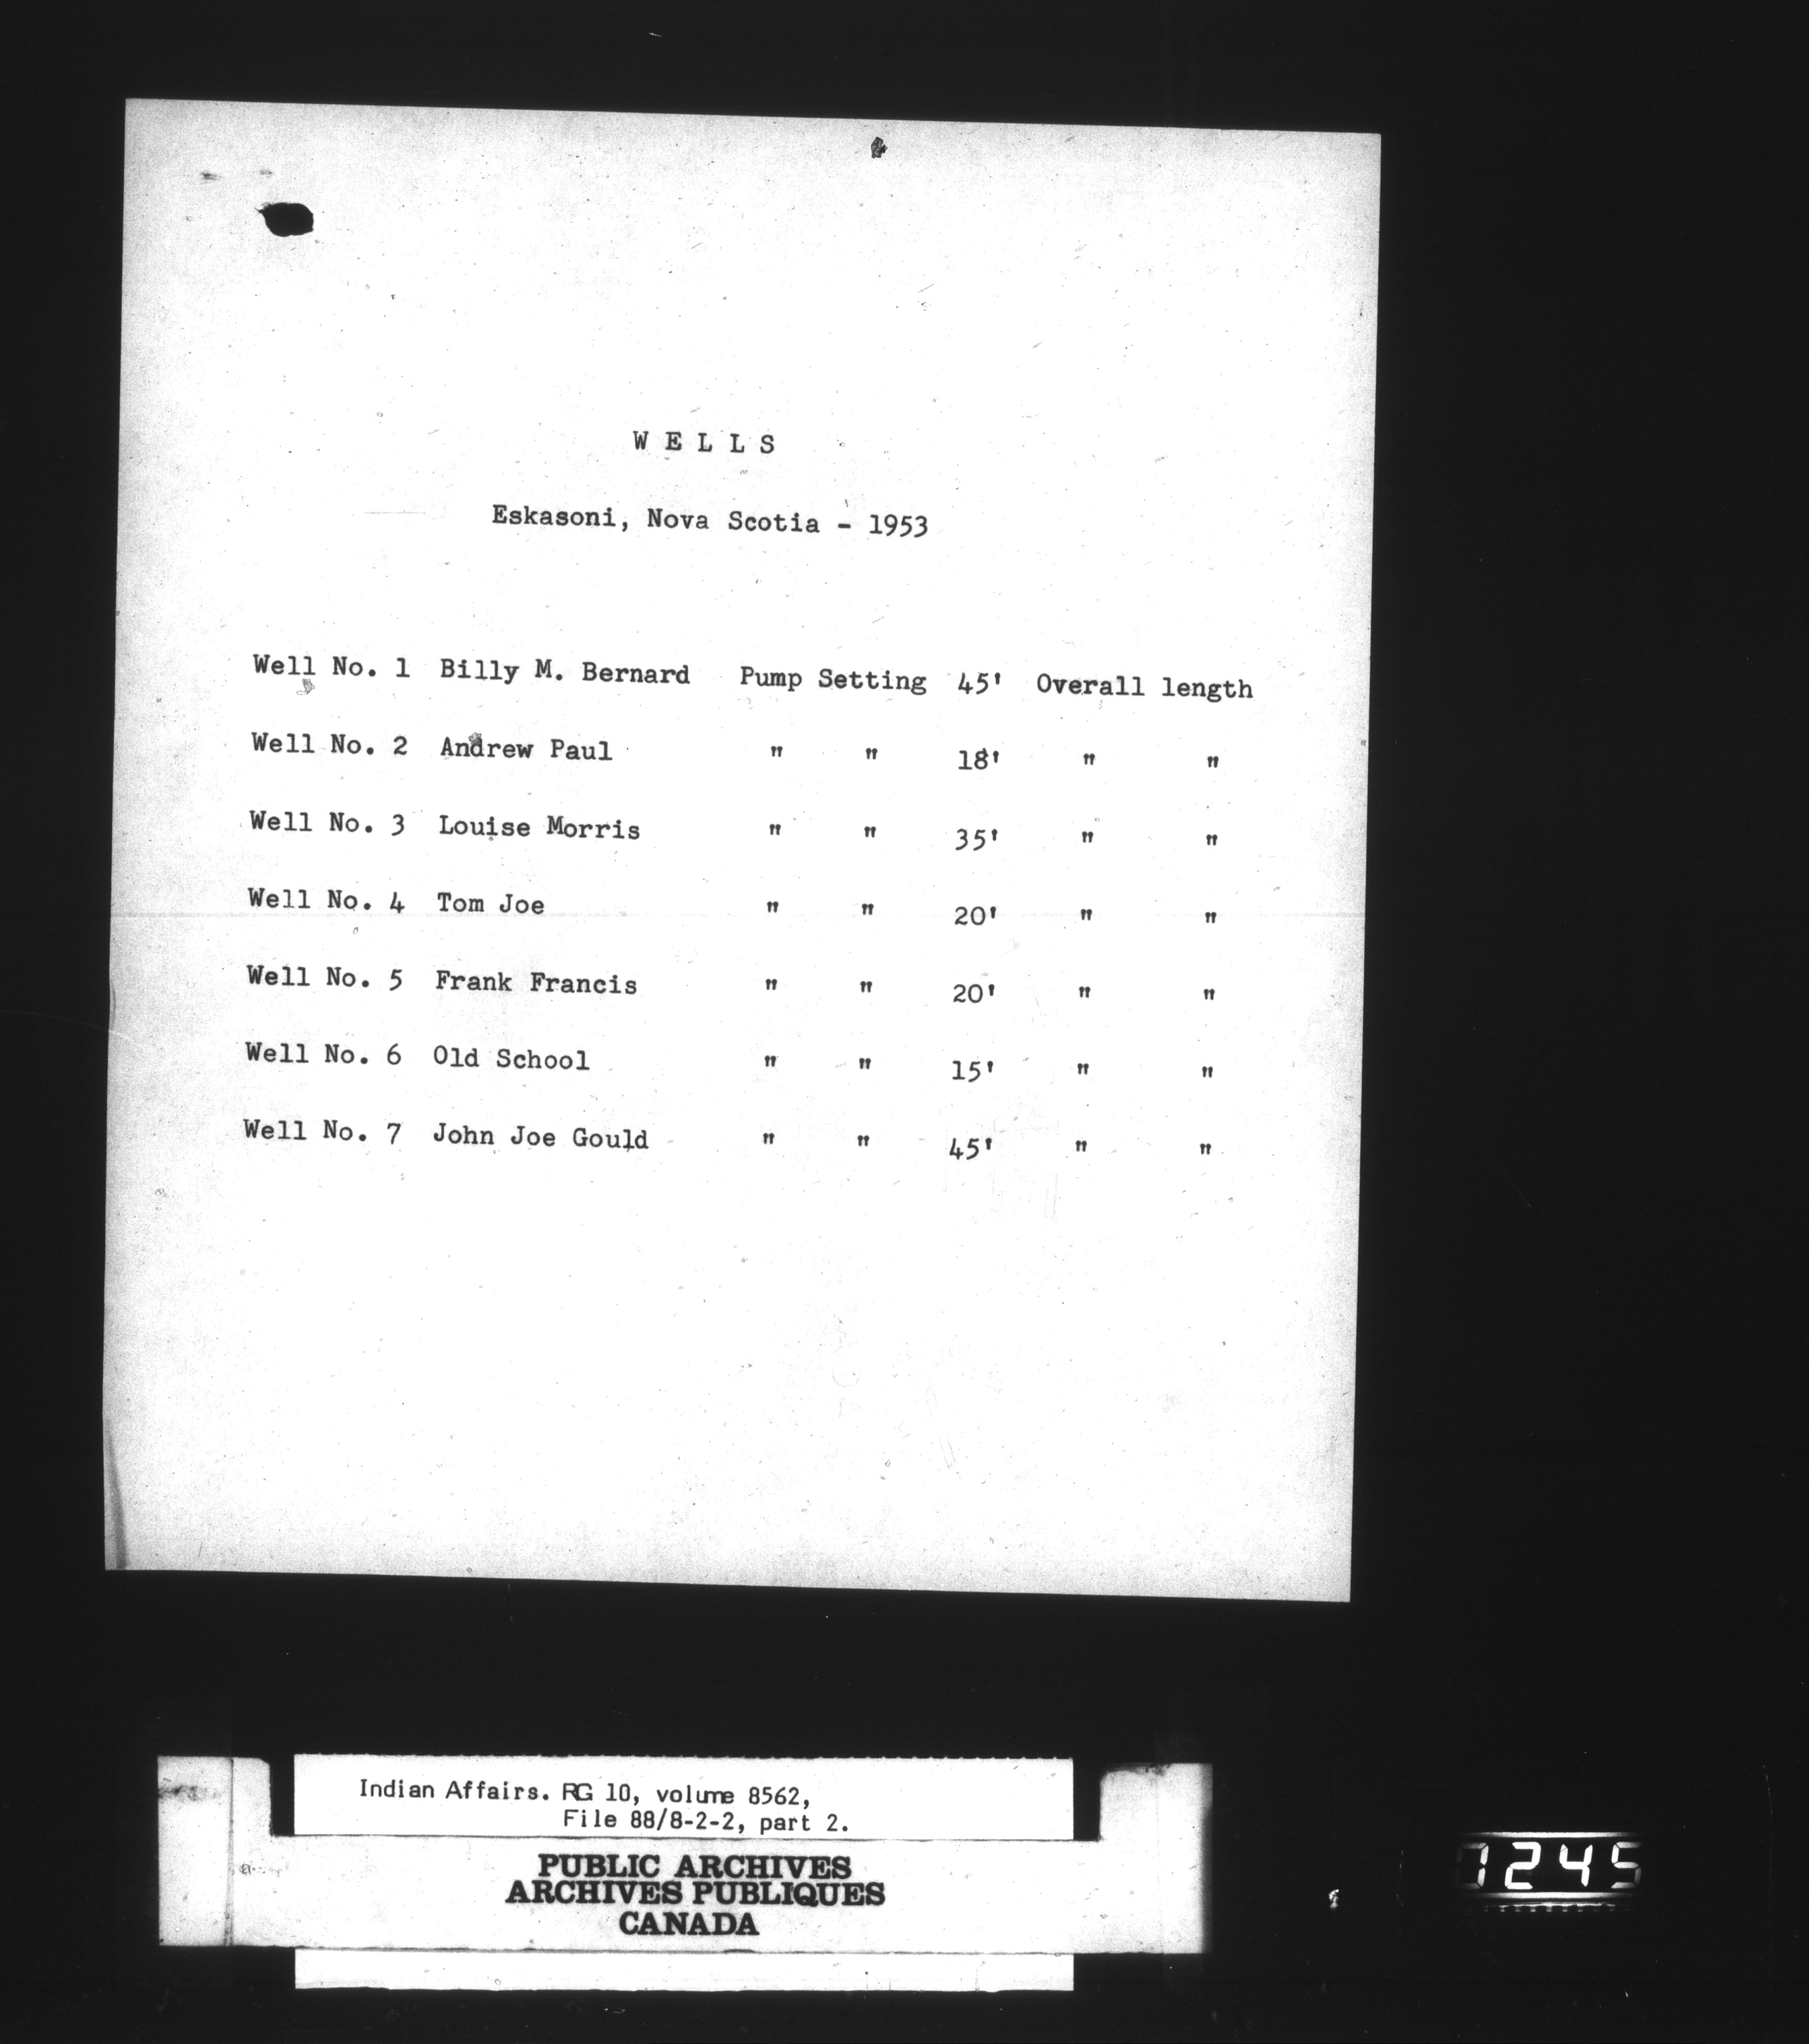 W E L L S
Eskasoni, Nova Scotia - 1953
Well No. 1 Billy M. Bernard Pump Setting 45' Overall length
Well No. 2 Andrew Paul " " 18' " "
Well No. 3 Louise Morris " " 35' " "
Well No. 4 Tom Joe " " 20' " "
Well No. 5 Frank Francis " " 20' " "
Well No. 6 Old School " " 15' " "
Well No. 7 John Joe Gould " " 45' " "
Indian Affairs. RG 10, volume 8562,
File 88/8-2-2, part 2.
PUBLIC ARCHIVES
ARCHIVES PUBLIQUES
CANADA
1245